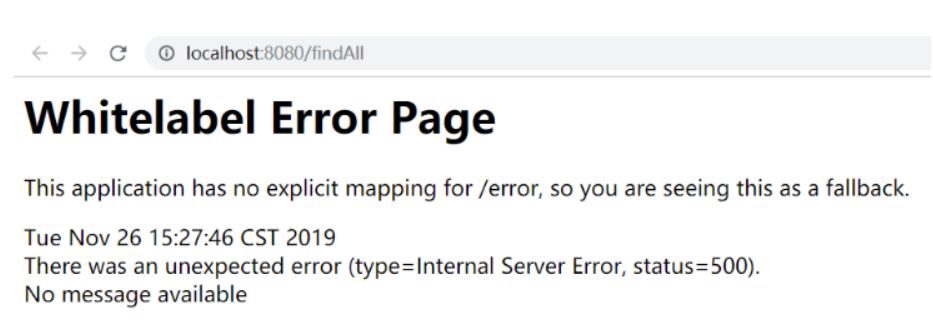 localhost:8080/findAll
Whitelabel Error Page
This application has no explicit mapping for /error, so you are seeing this as a fallback.
Tue Nov 26 15:27:46 CST 2019
There was an unexpected error (type=Internal Server Error, status=500).
No message available